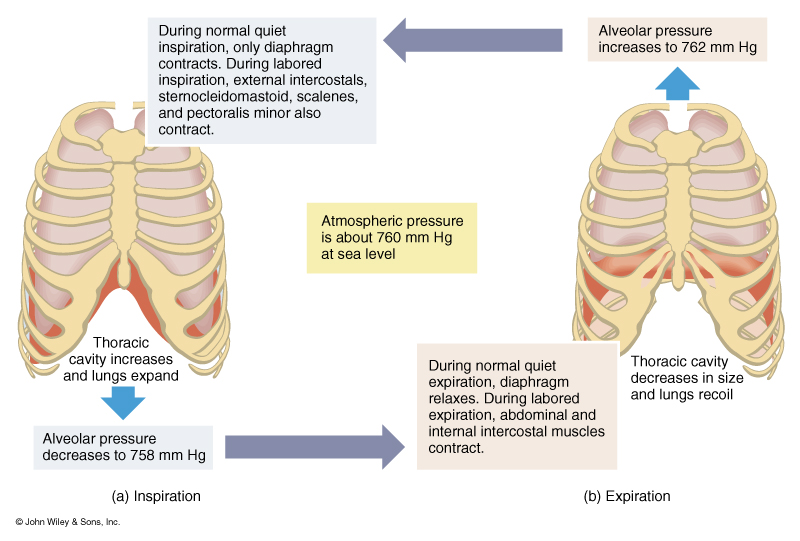 During normal quiet
inspiration, only diaphragm
contracts. During labored
inspiration, external intercostals,
sternocleidomastoid, scalenes,
and pectoralis minor also
contract.
Alveolar pressure
increases to 762 mm Hg
Atmospheric pressure
is about 760 mm Hg
at sea level
Thoracic
cavity increases
and lungs expand
Alveolar pressure
decreases to 758 mm Hg
During normal quiet
expiration, diaphragm
relaxes. During labored
expiration, abdominal and
internal intercostal muscles
contract.
Thoracic cavity
decreases in size
and lungs recoil
(a) Inspiration
(b) Expiration
© John Wiley & Sons, Inc.